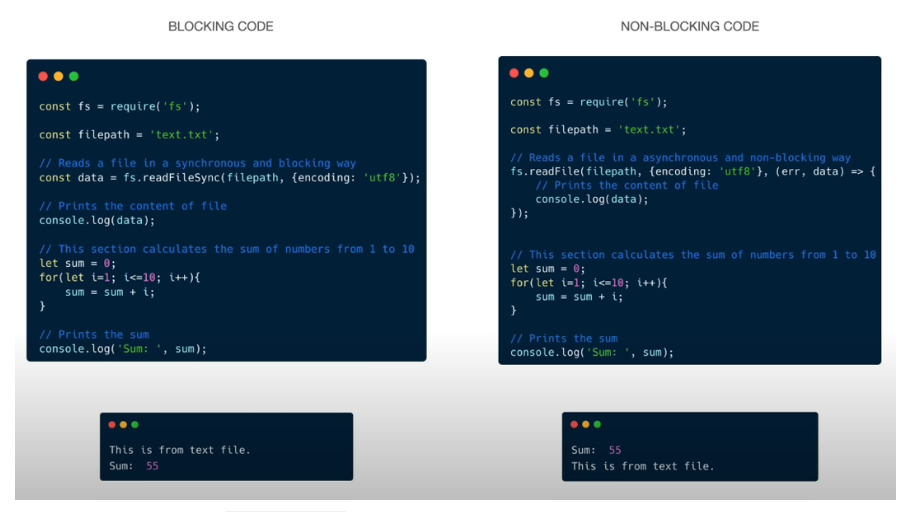 BLOCKING CODE
const fs = require('fs');
const filepath = 'text.txt';
// Reads a file in a synchronous and blocking way
const data = fs.readFileSync(filepath, {encoding: 'utf8'});
// Prints the content of file
console.log(data);
// This section calculates the sum of numbers from 1 to 10
let sum = 0;
for(let i=1; i<=10; i++){
    sum = sum + i;
}
// Prints the sum
console.log('Sum: ', sum);
This is from text file.
Sum:  55
NON-BLOCKING CODE
const fs = require('fs');
const filepath = 'text.txt';
// Reads a file in a asynchronous and non-blocking way
fs.readFile(filepath, {encoding: 'utf8'}, (err, data) => {
    // Prints the content of file
    console.log(data);
});
// This section calculates the sum of numbers from 1 to 10
let sum = 0;
for(let i=1; i<=10; i++){
    sum = sum + i;
}
// Prints the sum
console.log('Sum: ', sum);
Sum:  55
This is from text file.